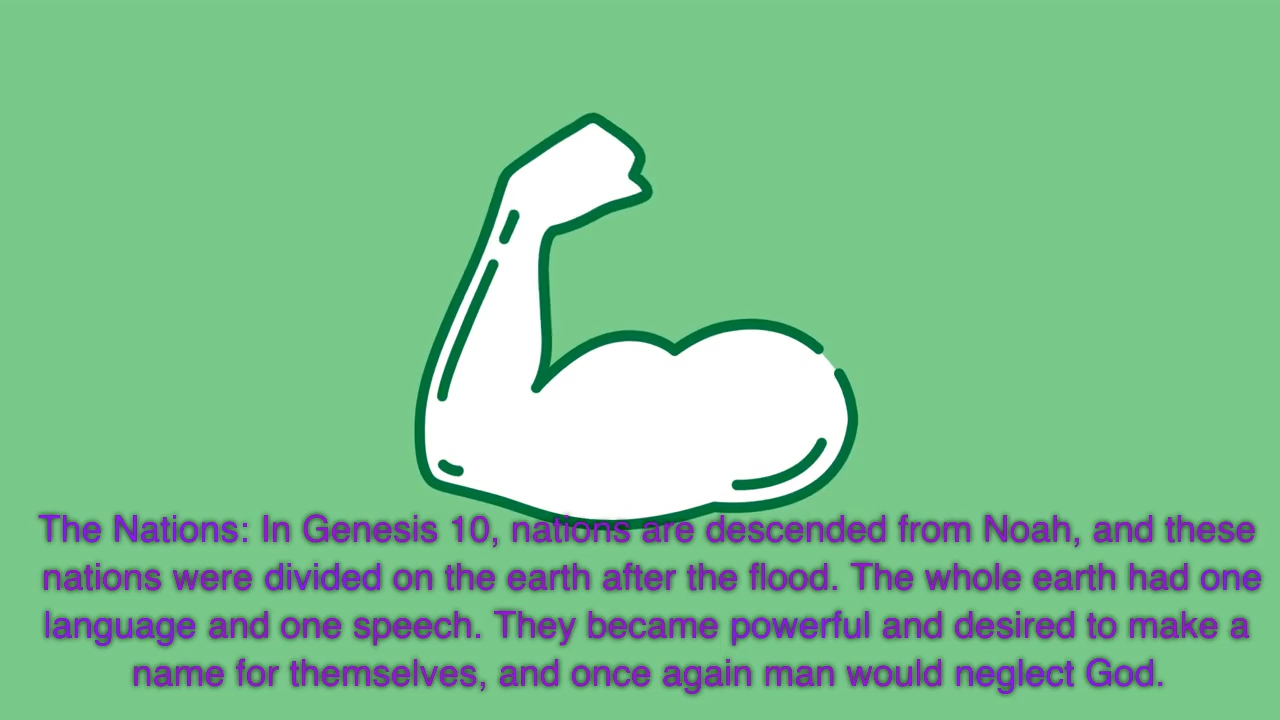 The Nations: In Genesis 10, nations are descended from Noah, and these
nations were divided on the earth after the flood. The whole earth had one
language and one speech. They became powerful and desired to make a
name for themselves, and once again man would neglect God.